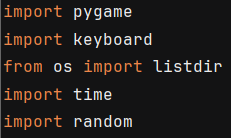 import pygame
import keyboard
from os import listdir
import time
import random